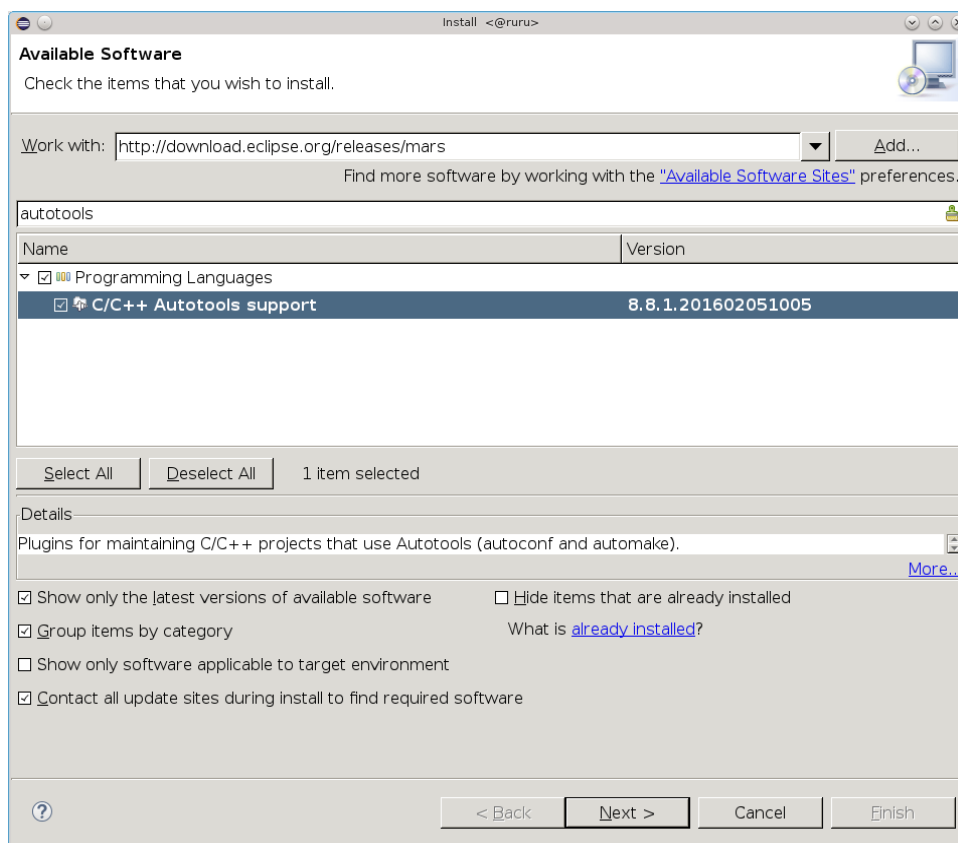 Install <@ruru>
Available Software
Check the items that you wish to install.
Work with: http://download.eclipse.org/releases/mars Add...
Find more software by working with the "Available Software Sites" preferences.
autotools
Name Version
Programming Languages
C/C++ Autotools support 8.8.1.201602051005
Select All Deselect All 1 item selected
Details
Plugins for maintaining C/C++ projects that use Autotools (autoconf and automake).
More..
Show only the latest versions of available software Hide items that are already installed
Group items by category What is already installed?
Show only software applicable to target environment
Contact all update sites during install to find required software
? < Back Next > Cancel Finish